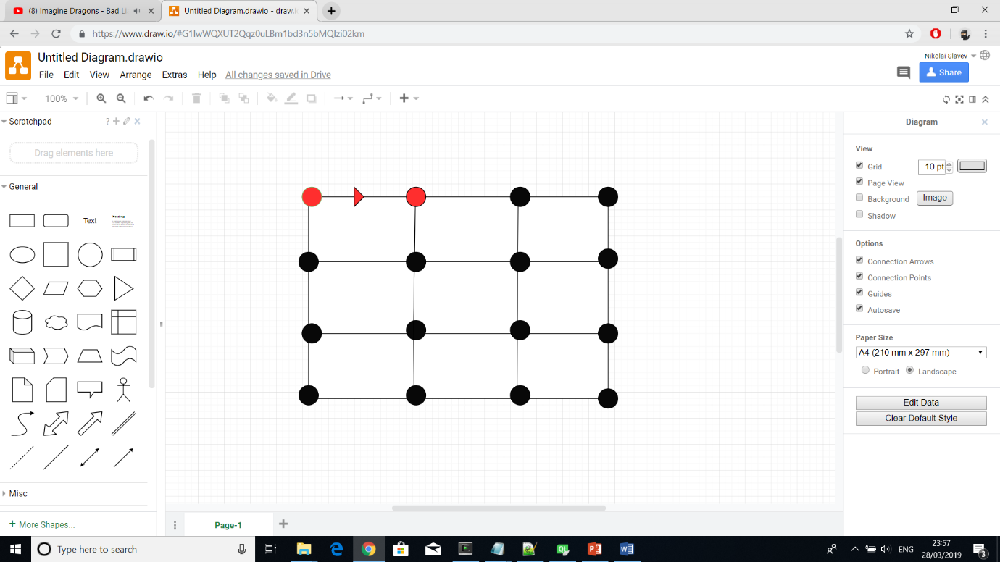 (8) Imagine Dragons - Bad Li
Untitled Diagram.drawio - draw.i
https://www.draw.io/#G1IwWQXUT2Qqz0uLBm1bd3n5bMQlzi02km
Untitled Diagram.drawio
Nikolai Slavev
File Edit View Arrange Extras Help All changes saved in Drive
Share
100%
Scratchpad
?
Diagram
Drag elements here
View
Grid
10 pt
Page View
Background
Image
Shadow
General
Text
Heading
Options
Connection Arrows
Connection Points
Guides
Autosave
Paper Size
A4 (210 mm x 297 mm)
Portrait
Landscape
Edit Data
Clear Default Style
Misc
+ More Shapes...
Page-1
Type here to search
ENG
23:57
28/03/2019
3